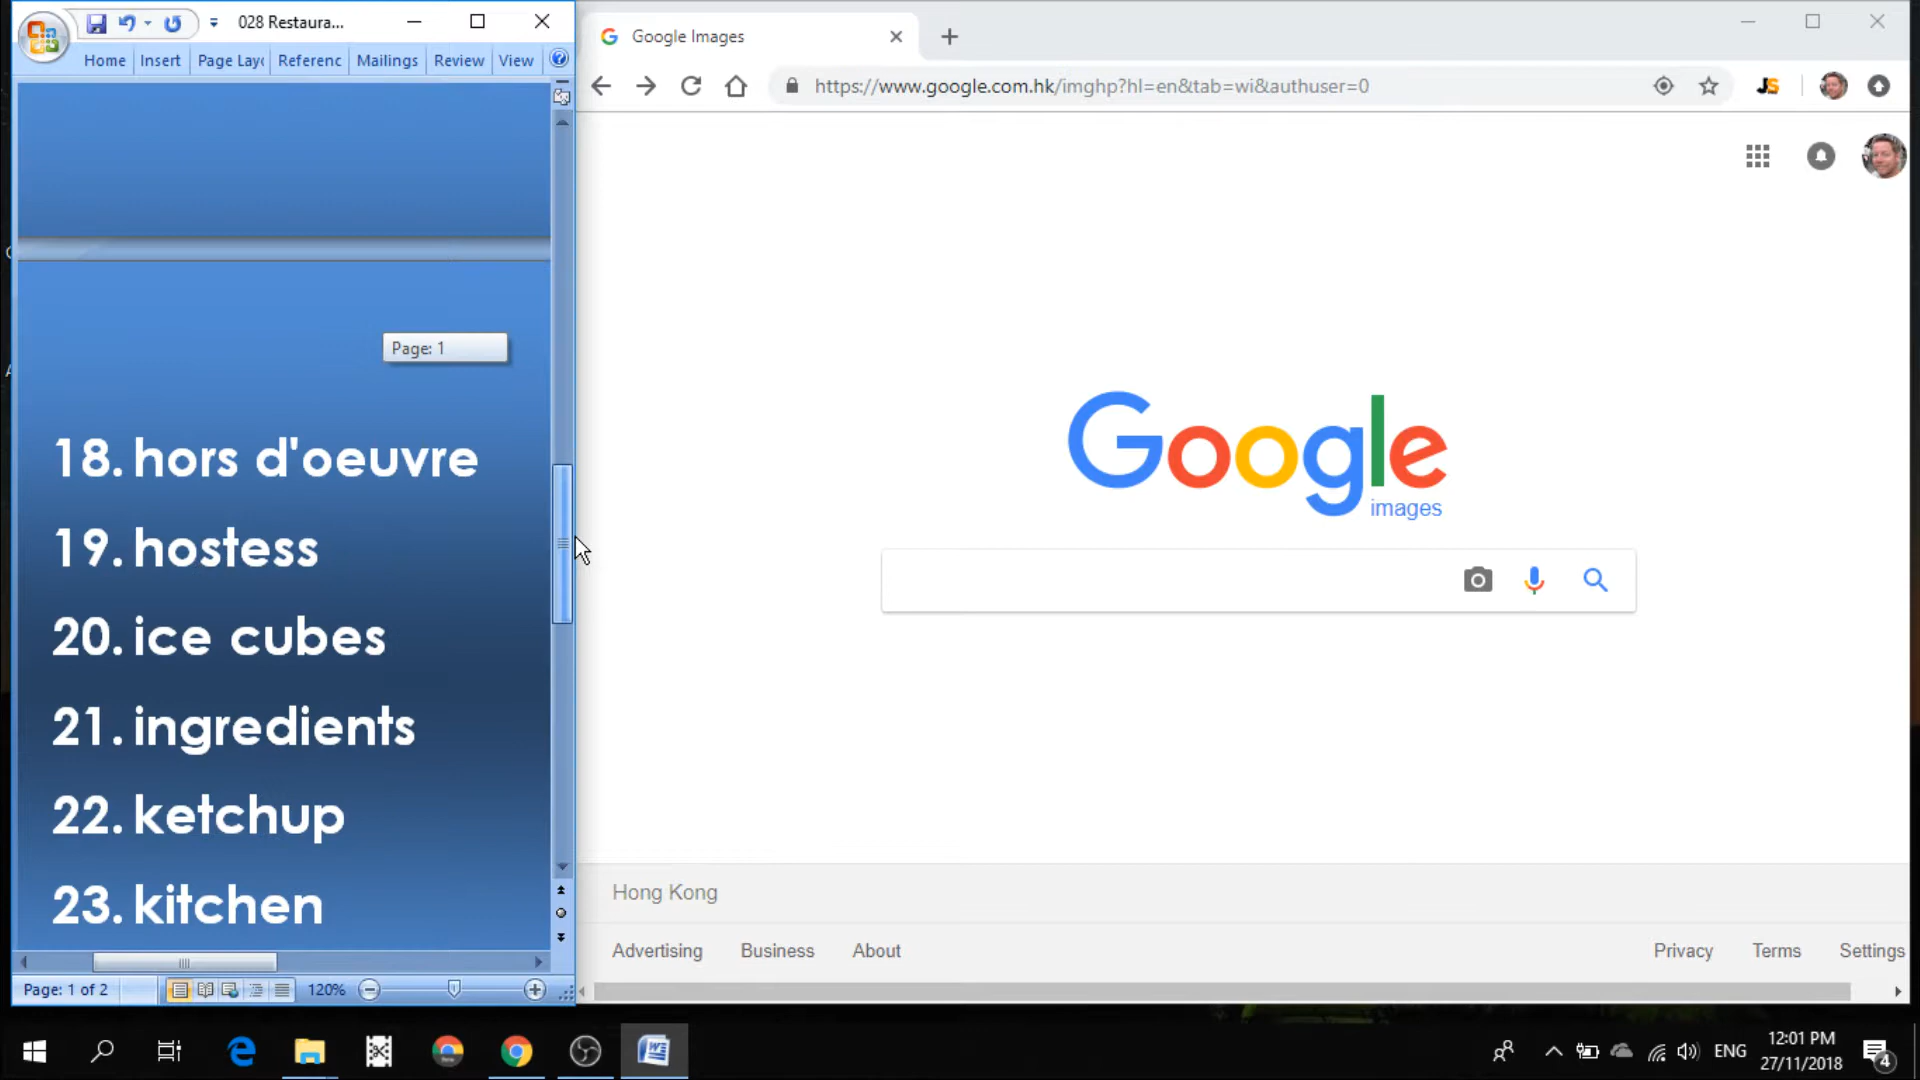 028 Restaura...
Home Insert Page Layo Referenc Mailings Review View
Page: 1
18. hors d'oeuvre
19. hostess
20. ice cubes
21. ingredients
22. ketchup
23. kitchen
Page: 1 of 2 120%
Google Images
https://www.google.com.hk/imghp?hl=en&tab=wi&authuser=0
JS
Google
images
Hong Kong
Advertising Business About Privacy Terms Settings
ENG
12:01 PM
27/11/2018
4